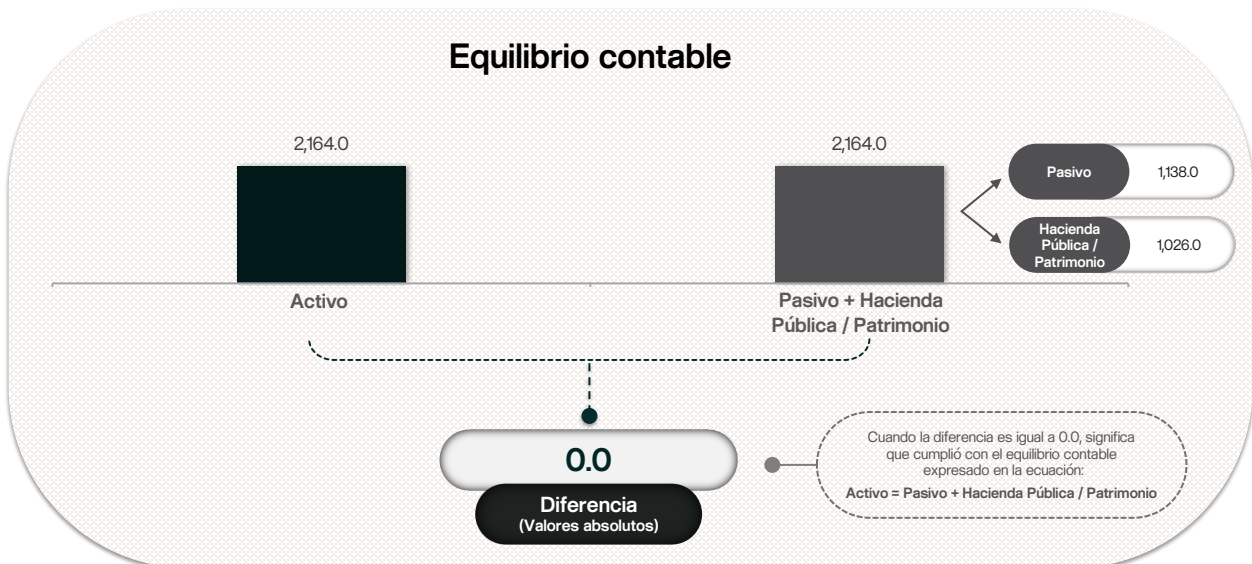 Equilibrio contable
2,164.0
2,164.0
Pasivo
1,138.0
Hacienda
Pública /
Patrimonio
1,026.0
Activo
Pasivo + Hacienda
Pública / Patrimonio
0.0
Diferencia
(Valores absolutos)
Cuando la diferencia es igual a 0.0, significa
que cumplió con el equilibrio contable
expresado en la ecuación:
Activo = Pasivo + Hacienda Pública / Patrimonio